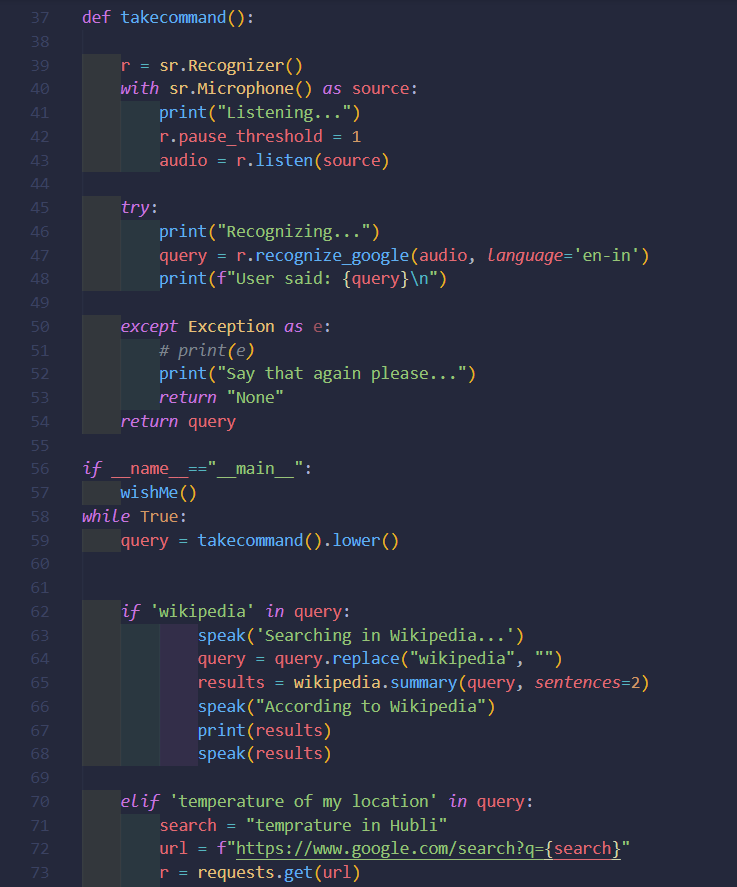 37 def takecommand():
38
39     r = sr.Recognizer()
40     with sr.Microphone() as source:
41         print("Listening...")
42         r.pause_threshold = 1
43         audio = r.listen(source)
44
45     try:
46         print("Recognizing...")
47         query = r.recognize_google(audio, language='en-in')
48         print(f"User said: {query}\n")
49
50     except Exception as e:
51         # print(e)
52         print("Say that again please...")
53         return "None"
54     return query
55
56 if __name__=="__main__":
57     wishMe()
58 while True:
59     query = takecommand().lower()
60
61
62     if 'wikipedia' in query:
63             speak('Searching in Wikipedia...')
64             query = query.replace("wikipedia", "")
65             results = wikipedia.summary(query, sentences=2)
66             speak("According to Wikipedia")
67             print(results)
68             speak(results)
69
70     elif 'temperature of my location' in query:
71         search = "temprature in Hubli"
72         url = f"https://www.google.com/search?q={search}"
73         r = requests.get(url)